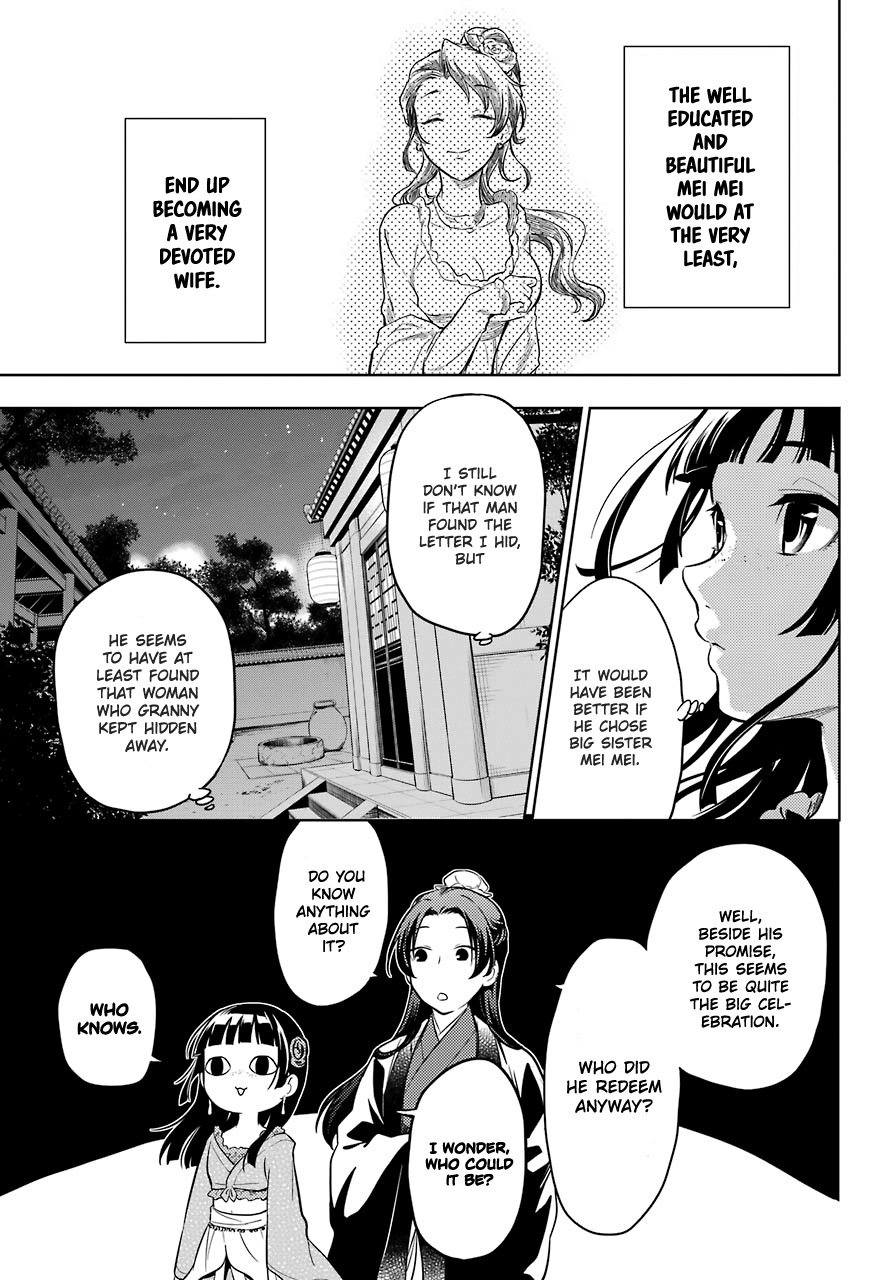 THE WELL
EDUCATED
AND
BEAUTIFUL
MEI MEI
WOULD AT
THE VERY
LEAST,
END UP
BECOMING
A VERY
DEVOTED
WIFE.
IT WOULD
HAVE BEEN
BETTER IF
HE CHOSE
BIG SISTER
MEI MEI.
I STILL
DON'T KNOW
IF THAT MAN
FOUND THE
LETTER I HID,
BUT
HE SEEMS
TO HAVE AT
LEAST FOUND
THAT WOMAN
WHO GRANNY
KEPT HIDDEN
AWAY.
WELL,
BESIDE HIS
PROMISE,
THIS SEEMS
TO BE QUITE
THE BIG CEL-
EBRATION.
WHO DID
HE REDEEM
ANYWAY?
I WONDER,
WHO COULD
IT BE?
DO YOU
KNOW
ANYTHING
ABOUT
IT?
WHO
KNOWS.